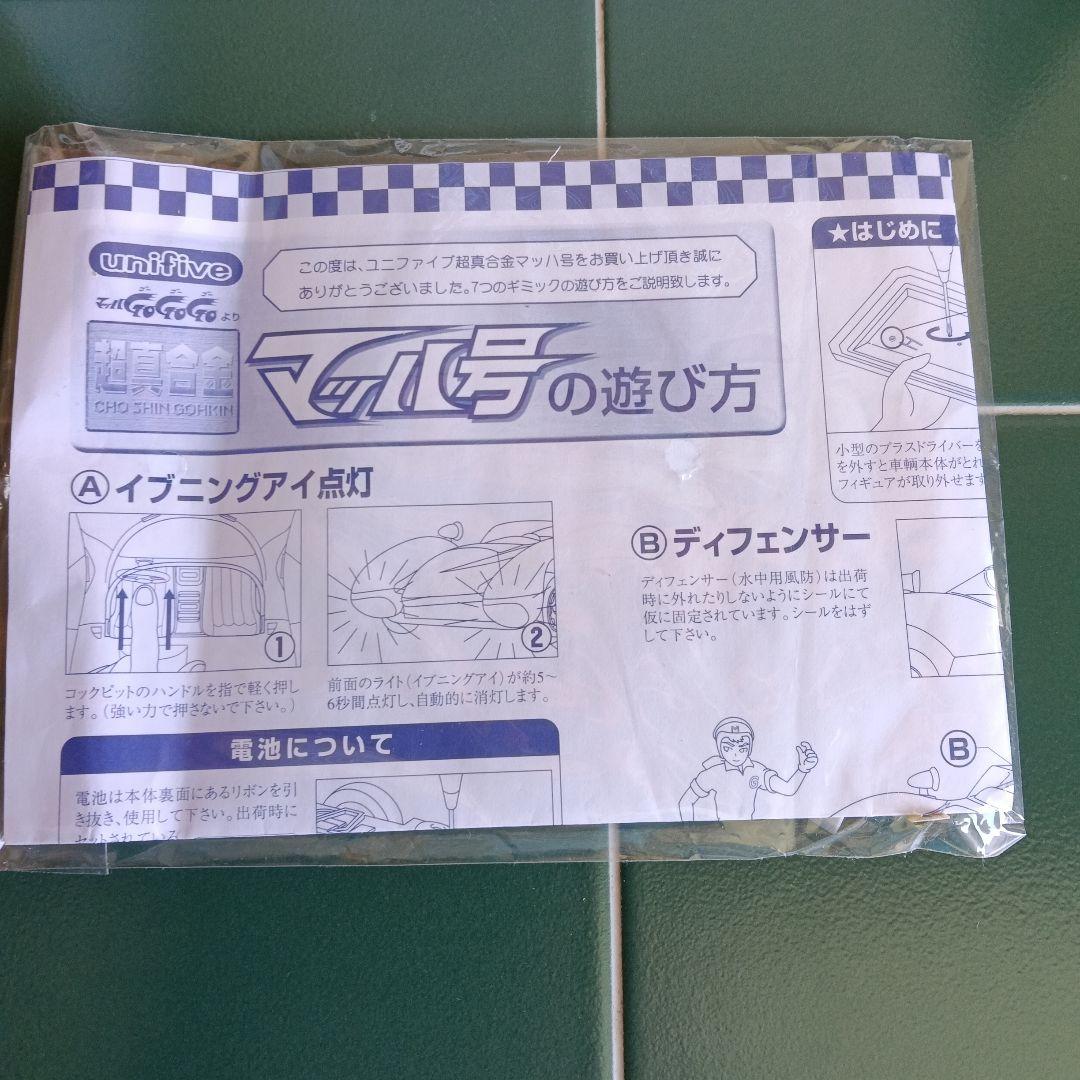 unifive
この度は、ユニファイブ超真合金マッハ号をお買い上げ頂き誠に
ありがとうございました。7つのギミックの遊び方をご説明致します。
マッハGoGoGoより
超真合金
CHO SHIN GOHKIN
マッハ号の遊び方
★はじめに
小型のプラスドライバーを
を外すと車輌本体がとれ
フィギュアが取り外せます
Ⓐイブニングアイ点灯
1
2
コックピットのハンドルを指で軽く押し
ます。(強い力で押さないで下さい。)
前面のライト(イブニングアイ)が約5～
6秒間点灯し、自動的に消灯します。
Ⓑディフェンサー
ディフェンサー(水中用風防)は出荷
時に外れたりしないようにシールにて
仮に固定されています。シールをはず
して下さい。
電池について
電池は本体裏面にあるリボンを引
き抜き、使用して下さい。出荷時に
セットされている
M
G
Ⓑ